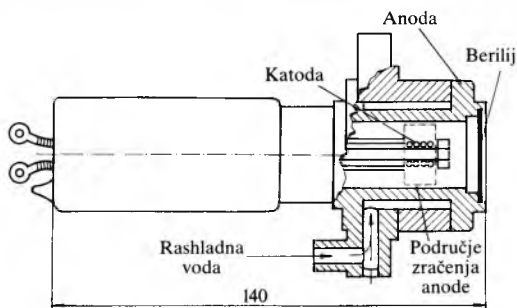 Anoda
Berilij
Katoda
Rashladna
voda
Područje
zračenja
anode
140